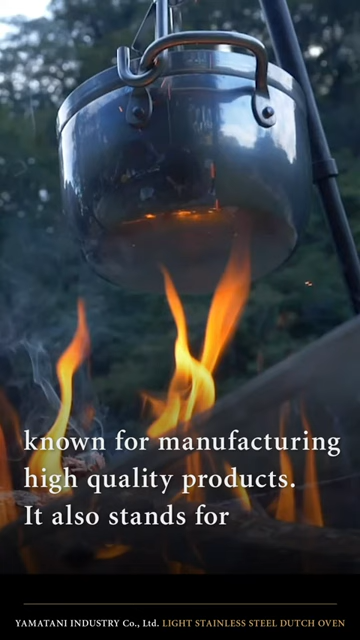 known for manufacturing
high quality products.
It also stands for
YAMATANI INDUSTRY Co., Ltd. LIGHT STAINLESS STEEL DUTCH OVEN